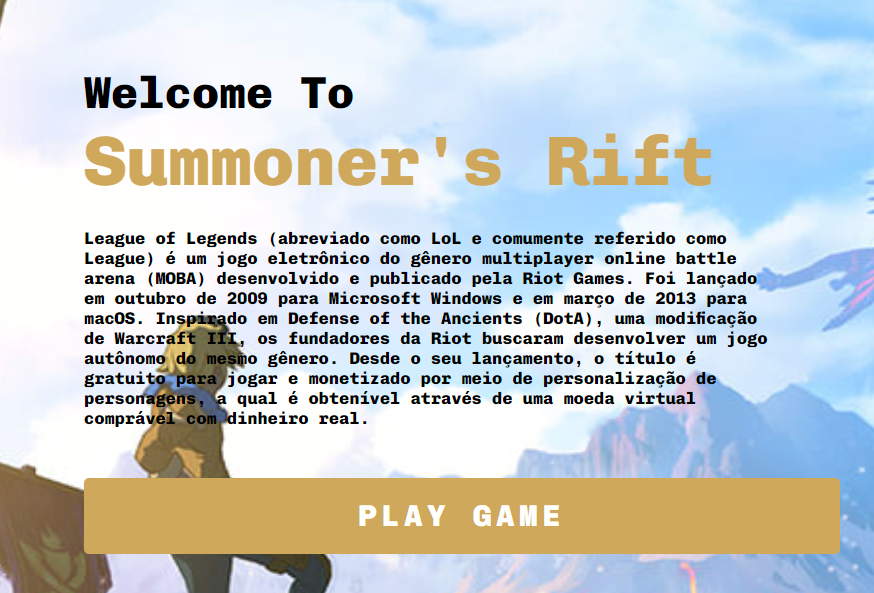 Welcome To
Summoner's Rift
League of Legends (abreviado como LoL e comumente referido como
League) é um jogo eletrônico do gênero multiplayer online battle
arena (MOBA) desenvolvido e publicado pela Riot Games. Foi lançado
em outubro de 2009 para Microsoft Windows e em março de 2013 para
macOS. Inspirado em Defense of the Ancients (DotA), uma modificação
de Warcraft III, os fundadores da Riot buscaram desenvolver um jogo
autônomo do mesmo gênero. Desde o seu lançamento, o título é
gratuito para jogar e monetizado por meio de personalização de
personagens, a qual é obtenível através de uma moeda virtual
comprável com dinheiro real.
PLAY GAME